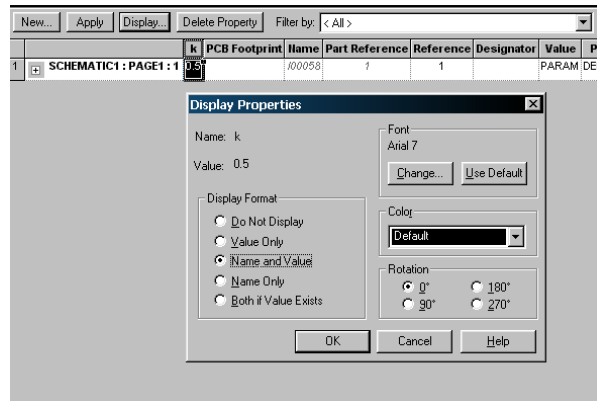 New... Apply Display... Delete Property Filter by: < All >
k PCB Footprint Name Part Reference Reference Designator Value P
1 SCHEMATIC1 : PAGE1 : 1 0.5 I00058 1 1 PARAM DE
Display Properties
Name: k
Value: 0.5
Font
Arial 7
Change... Use Default
Display Format
Do Not Display
Value Only
Name and Value
Name Only
Both if Value Exists
Color
Default
Rotation
0° 180°
90° 270°
OK Cancel Help